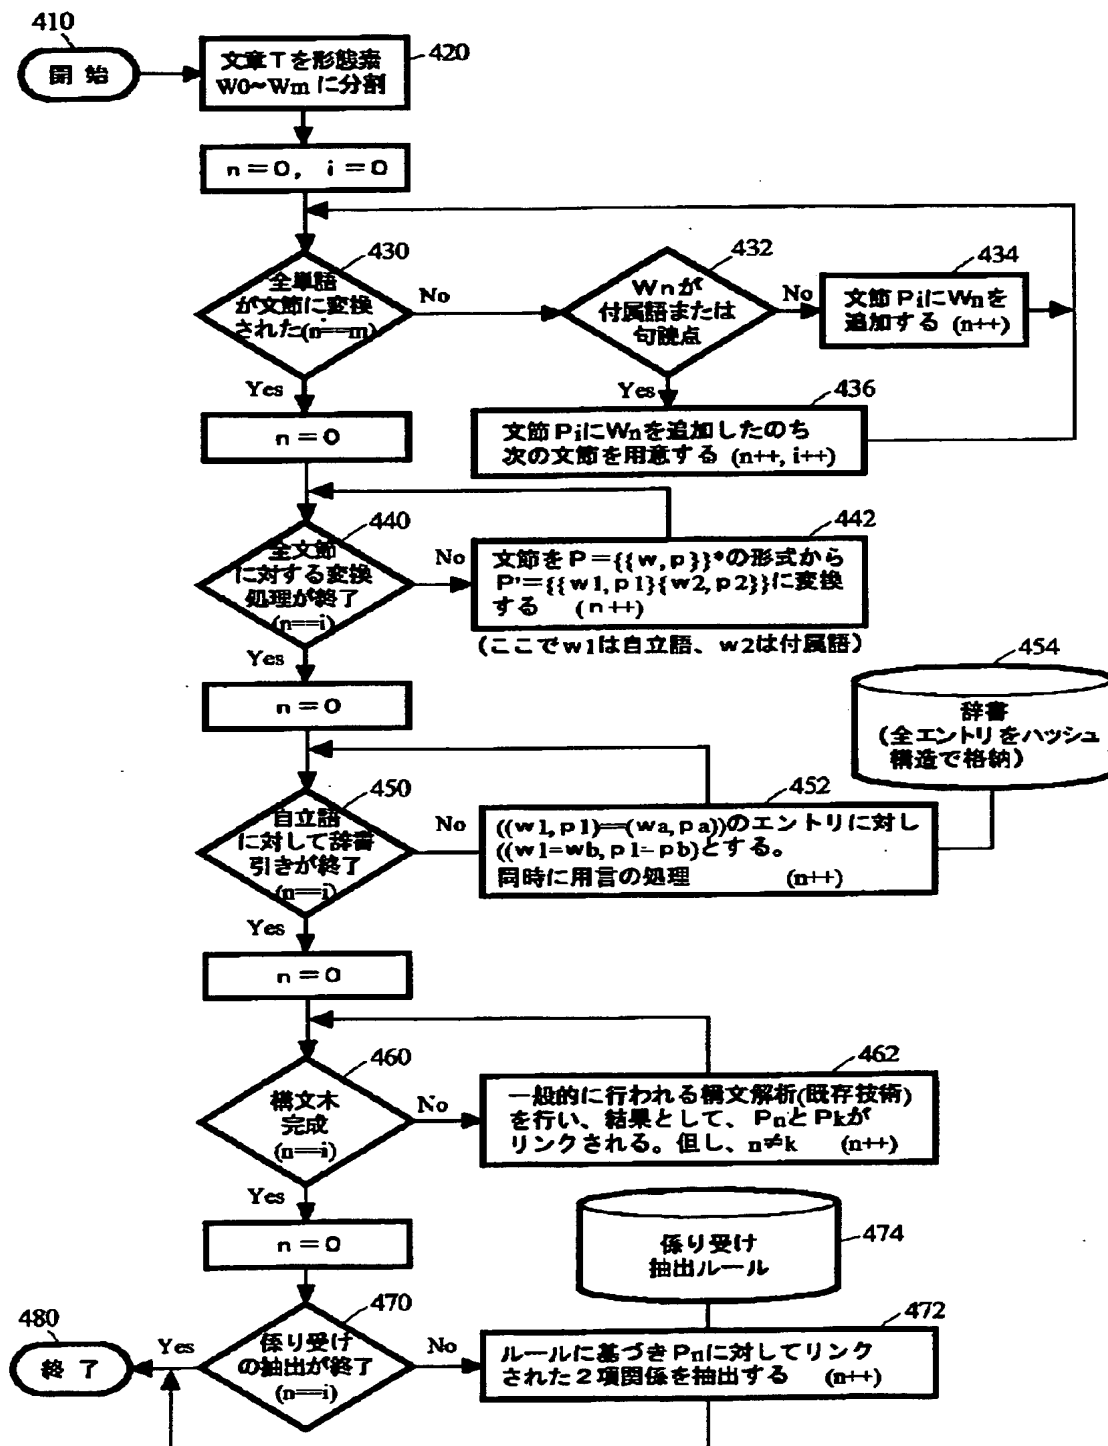 410
開 始
文章Tを形態素
W0~Wm に分割
420
n=0, i=0
430
全単語
が文節に変換
された(n==m)
No
432
Wnが
付属語または
句読点
No
434
文節PiにWnを
追加する (n++)
Yes
Yes
436
文節PiにWnを追加したのち
次の文節を用意する (n++, i++)
n=0
440
全文節
に対する変換
処理が終了
(n==i)
No
442
文節をP={{w,p}}*の形式から
P'={{w1,p1}{w2,p2}}に変換
する (n++)
(ここでw1は自立語、w2は付属語)
Yes
454
辞書
(全エントリをハッシュ
構造で格納)
n=0
450
自立語
に対して辞書
引きが終了
(n==i)
No
452
((w1,p1)==(wa,pa))のエントリに対し
((w1=wb,p1=pb)とする。
同時に用言の処理 (n++)
Yes
n=0
460
構文木
完成
(n==i)
No
462
一般的に行われる構文解析(既存技術)
を行い、結果として、PnとPkが
リンクされる。但し、n≠k (n++)
Yes
n=0
係り受け
抽出ルール
474
480
終 了
Yes
470
係り受け
の抽出が終了
(n==i)
No
472
ルールに基づきPnに対してリンク
された2項関係を抽出する (n++)